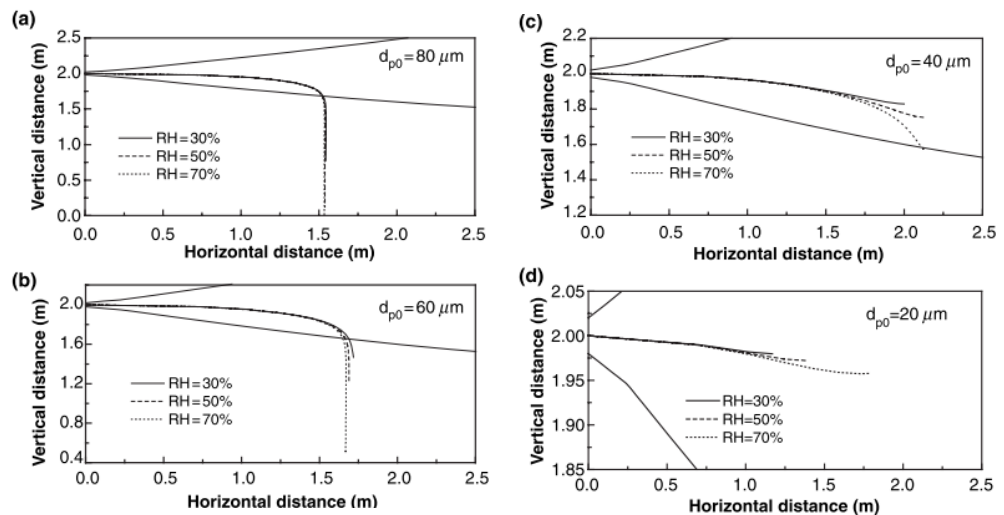 (a)
2.5
2.0
1.5
1.0
0.5
0.0
Vertical distance (m)
d_p0=80 μm
RH=30%
RH=50%
RH=70%
0.0 0.5 1.0 1.5 2.0 2.5
Horizontal distance (m)
(b)
2.0
1.6
1.2
0.8
0.4
Vertical distance (m)
d_p0=60 μm
RH=30%
RH=50%
RH=70%
0.0 0.5 1.0 1.5 2.0 2.5
Horizontal distance (m)
(c)
2.2
2.0
1.8
1.6
1.4
1.2
Vertical distance (m)
d_p0=40 μm
RH=30%
RH=50%
RH=70%
0.0 0.5 1.0 1.5 2.0 2.5
Horizontal distance (m)
(d)
2.05
2.00
1.95
1.90
1.85
Vertical distance (m)
d_p0=20 μm
RH=30%
RH=50%
RH=70%
0.0 0.5 1.0 1.5 2.0 2.5
Horizontal distance (m)